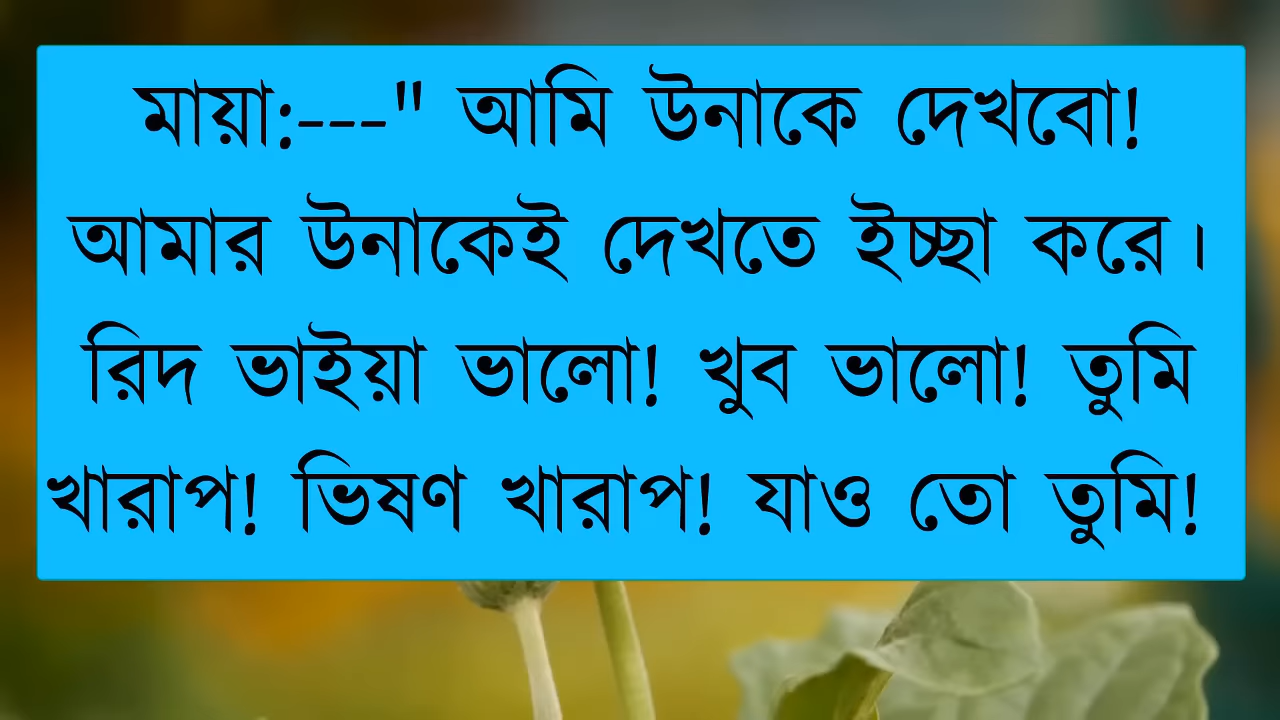 মায়া:---" আমি উনাকে দেখবো!
আমার উনাকেই দেখতে ইচ্ছা করে।
রিদ ভাইয়া ভালো! খুব ভালো! তুমি
খারাপ! ভিষণ খারাপ! যাও তো তুমি!